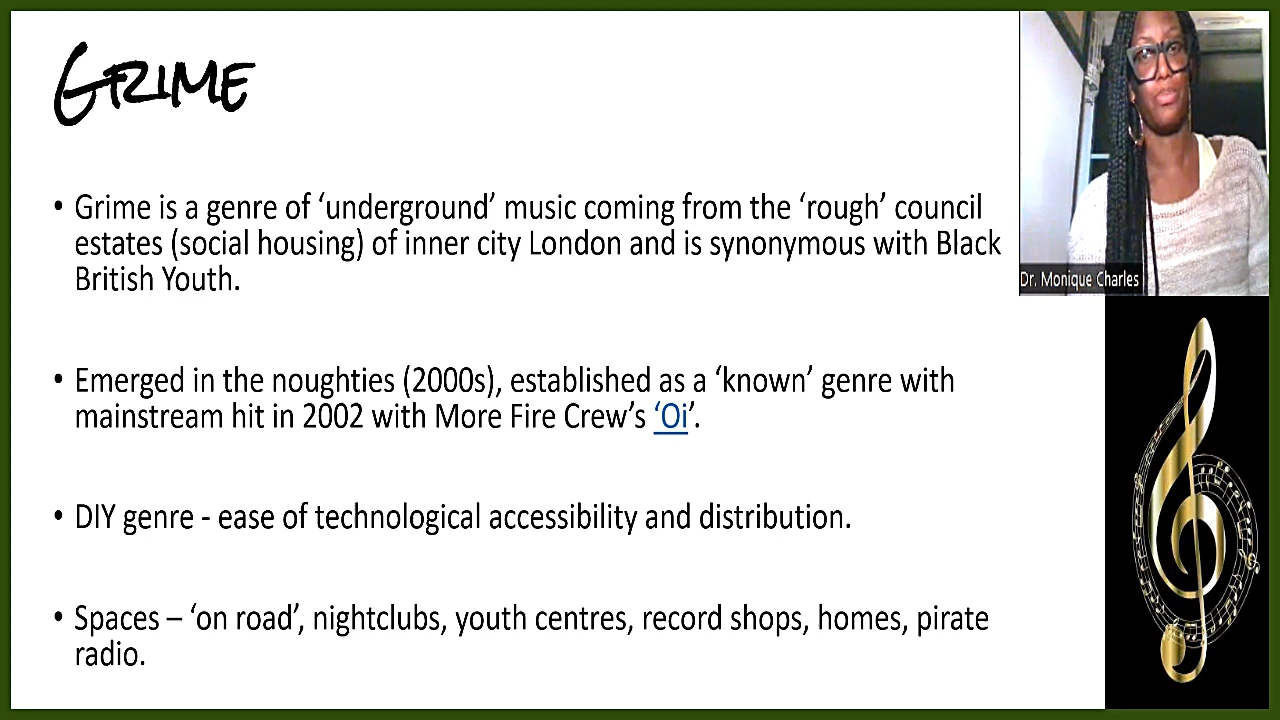 GRIME
• Grime is a genre of ‘underground’ music coming from the ‘rough’ council
estates (social housing) of inner city London and is synonymous with Black
British Youth.
• Emerged in the noughties (2000s), established as a ‘known’ genre with
mainstream hit in 2002 with More Fire Crew’s ‘Oi’.
• DIY genre - ease of technological accessibility and distribution.
• Spaces – ‘on road’, nightclubs, youth centres, record shops, homes, pirate
radio.
Dr. Monique Charles